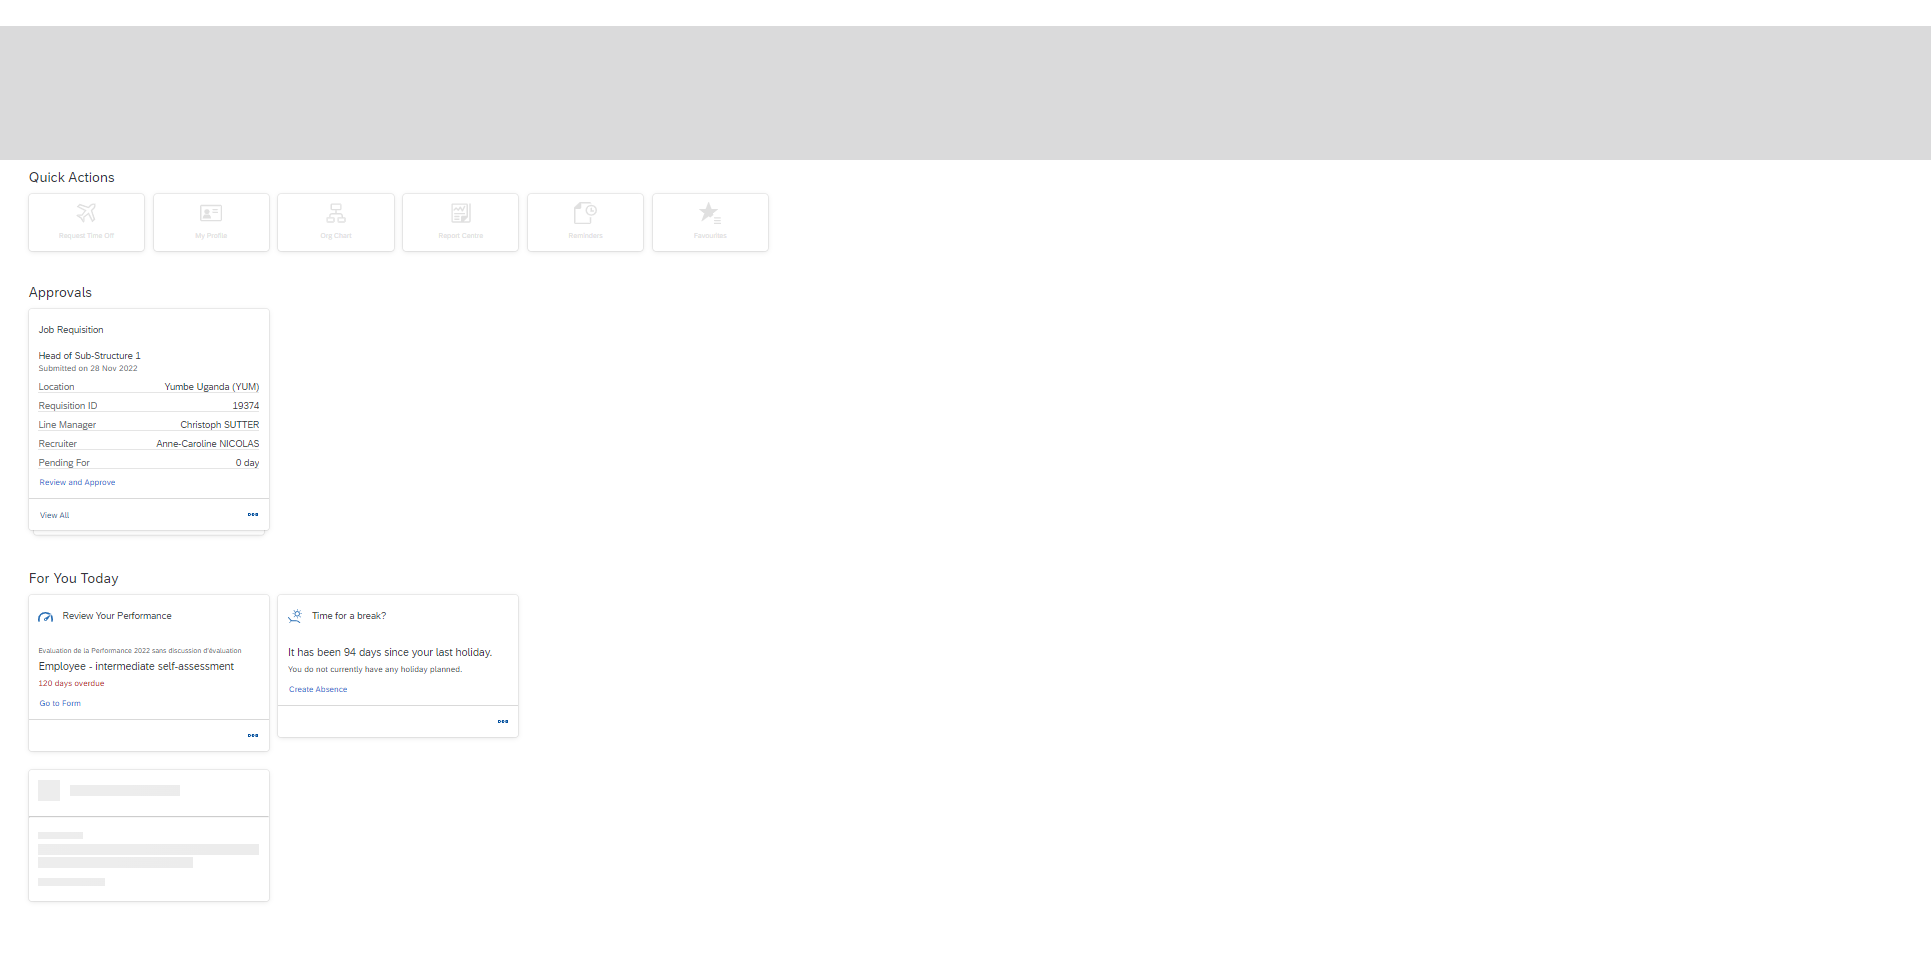 Quick Actions
Request Time Off
My Profile
Org Chart
Report Centre
Reminders
Favourites
Approvals
Job Requisition
Head of Sub-Structure 1
Submitted on 28 Nov 2022
Location Yumbe Uganda (YUM)
Requisition ID 19374
Line Manager Christoph SUTTER
Recruiter Anne-Caroline NICOLAS
Pending For 0 day
Review and Approve
View All
For You Today
Review Your Performance
Evaluation de la Performance 2022 sans discussion d'évaluation
Employee - intermediate self-assessment
120 days overdue
Go to Form
Time for a break?
It has been 94 days since your last holiday.
You do not currently have any holiday planned.
Create Absence